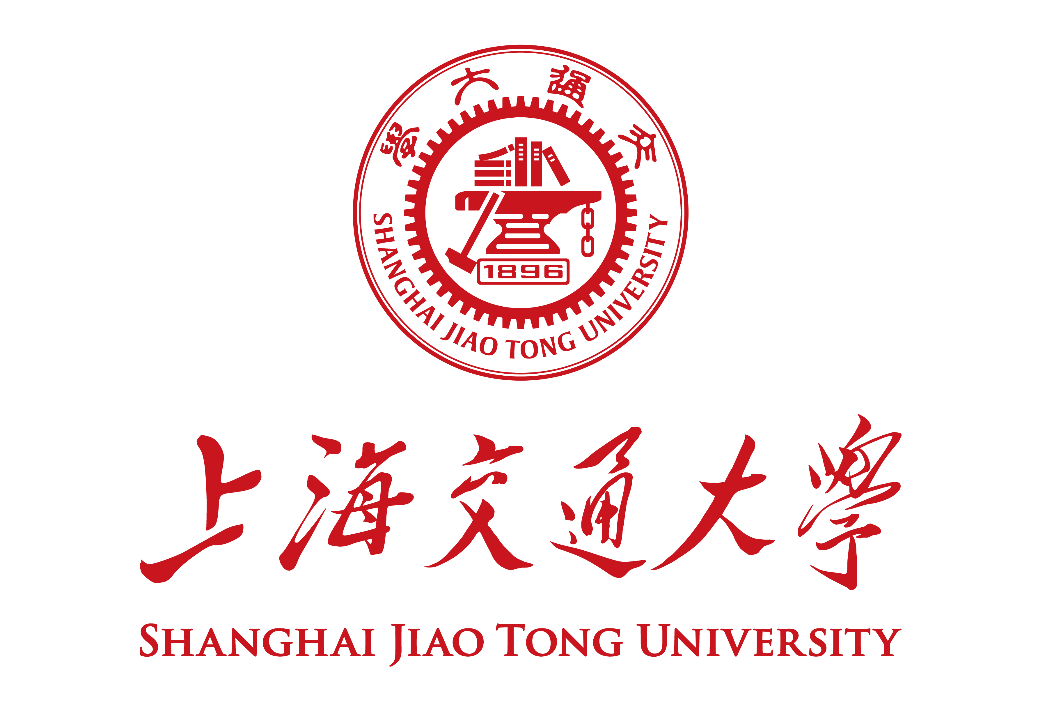 交通大學
SHANGHAI JIAO TONG UNIVERSITY
1896
上海交通大學
SHANGHAI JIAO TONG UNIVERSITY